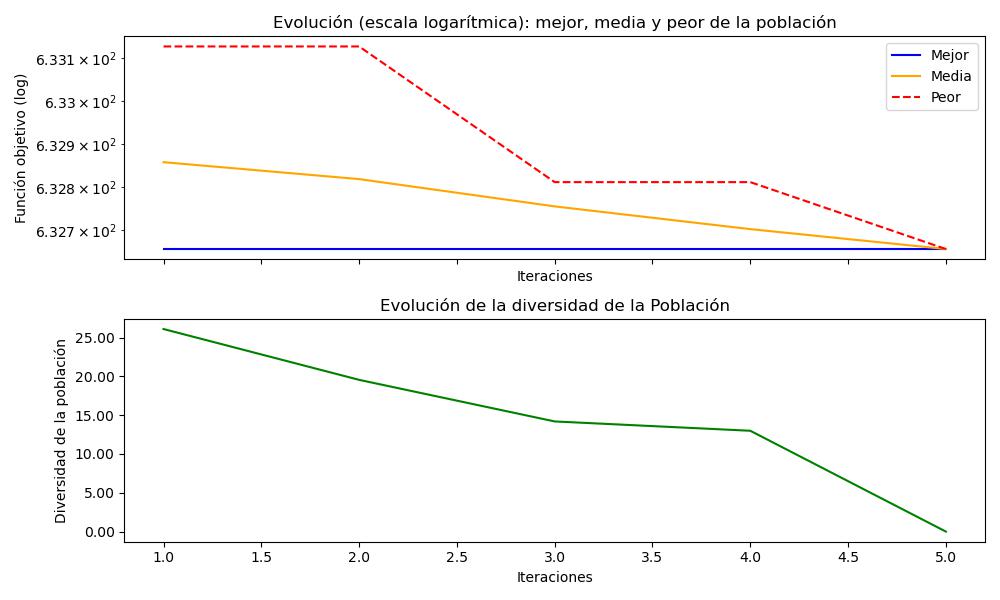 Evolución (escala logarítmica): mejor, media y peor de la población
Función objetivo (log)
6.331 × 10²
6.33 × 10²
6.329 × 10²
6.328 × 10²
6.327 × 10²
Mejor
Media
Peor
Iteraciones
Evolución de la diversidad de la Población
Diversidad de la población
25.00
20.00
15.00
10.00
5.00
0.00
1.0 1.5 2.0 2.5 3.0 3.5 4.0 4.5 5.0
Iteraciones